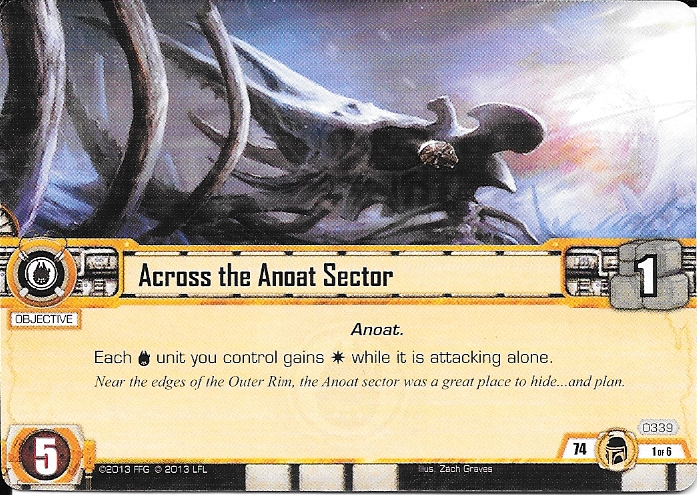 Across the Anoat Sector
1
OBJECTIVE
Anoat.
Each unit you control gains while it is attacking alone.
Near the edges of the Outer Rim, the Anoat sector was a great place to hide...and plan.
0339
5
74
1 OF 6
©2013 FFG © 2013 LFL
Illus. Zach Graves